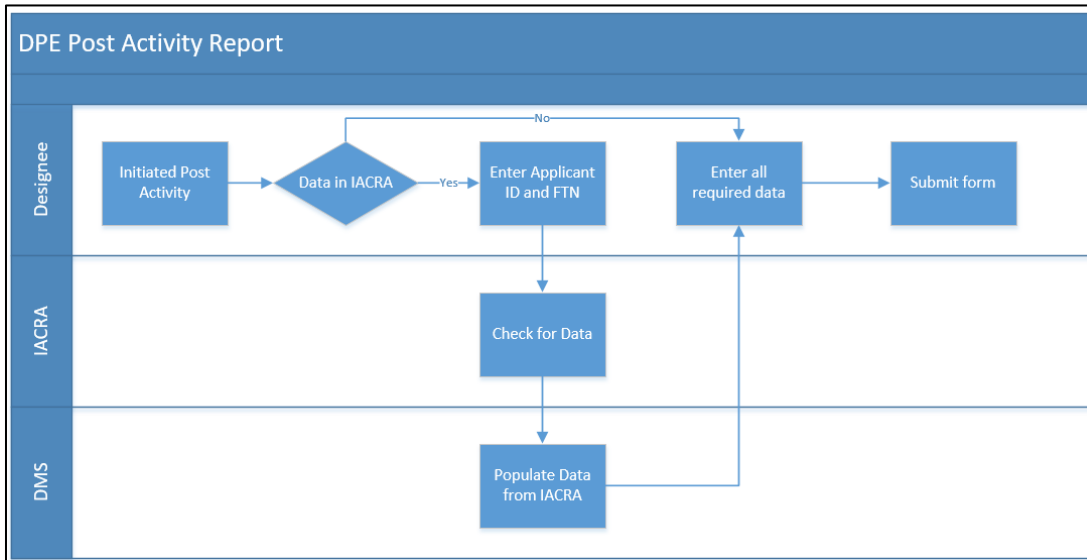 DPE Post Activity Report
Designee
Initiated Post
Activity
Data in IACRA
Yes
No
Enter Applicant
ID and FTN
Enter all
required data
Submit form
IACRA
Check for Data
DMS
Populate Data
from IACRA